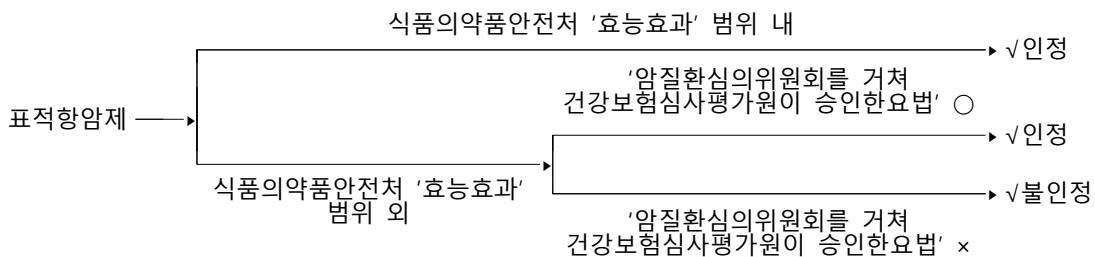 식품의약품안전처 '효능효과' 범위 내
√인정
'암질환심의위원회를 거쳐
건강보험심사평가원이 승인한요법' ○
표적항암제
√인정
식품의약품안전처 '효능효과'
범위 외
√불인정
'암질환심의위원회를 거쳐
건강보험심사평가원이 승인한요법' ×